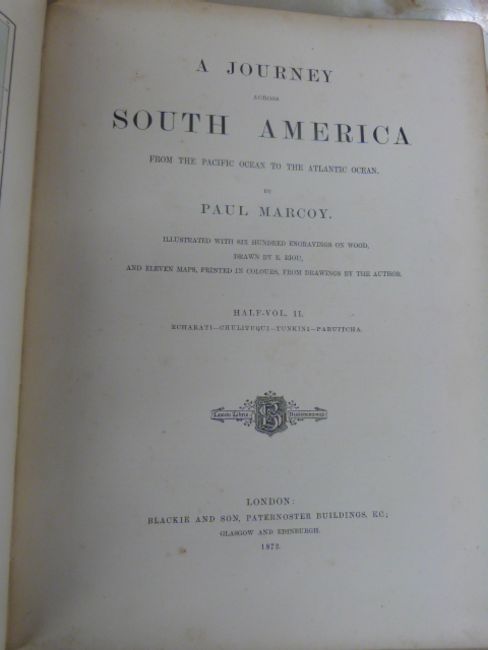 A JOURNEY
ACROSS
SOUTH AMERICA
FROM THE PACIFIC OCEAN TO THE ATLANTIC OCEAN.
BY
PAUL MARCOY.
ILLUSTRATED WITH SIX HUNDRED ENGRAVINGS ON WOOD,
DRAWN BY E. RIOU,
AND ELEVEN MAPS, PRINTED IN COLOURS, FROM DRAWINGS BY THE AUTHOR.
HALF-VOL. II.
ECHARATI—CHULITUQUI—TUNKINI—PARUITCHA.
LONDON:
BLACKIE AND SON, PATERNOSTER BUILDINGS, E.C.;
GLASGOW AND EDINBURGH.
1872.